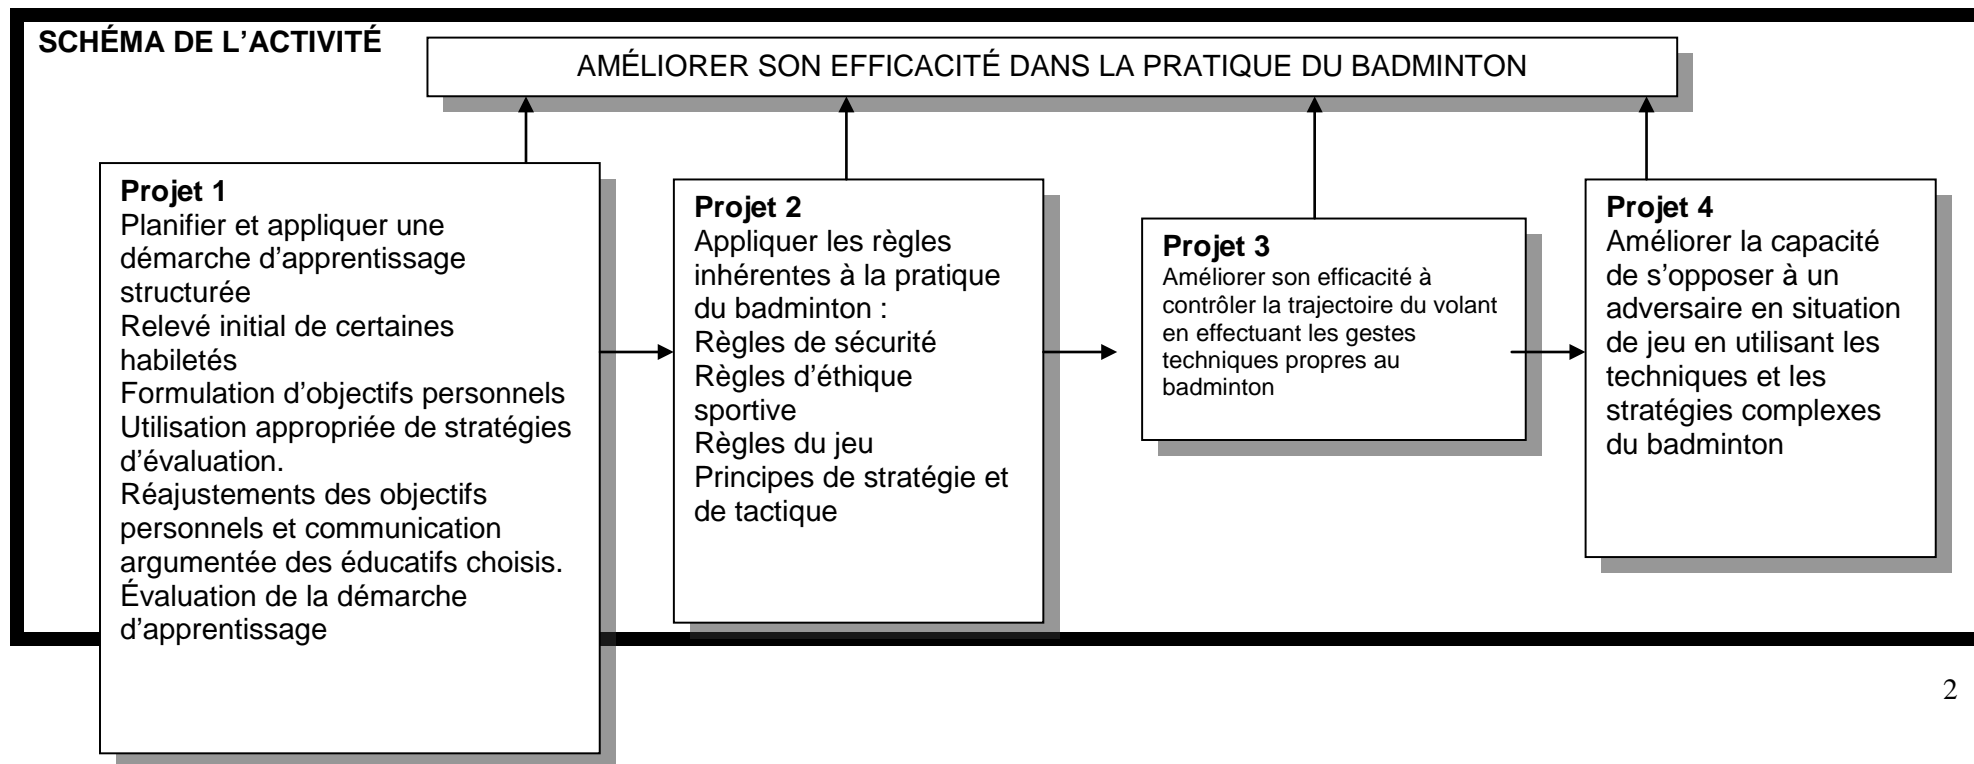 SCHÉMA DE L’ACTIVITÉ
AMÉLIORER SON EFFICACITÉ DANS LA PRATIQUE DU BADMINTON
Projet 1
Planifier et appliquer une
démarche d’apprentissage
structurée
Relevé initial de certaines
habiletés
Formulation d’objectifs personnels
Utilisation appropriée de stratégies
d’évaluation.
Réajustements des objectifs
personnels et communication
argumentée des éducatifs choisis.
Évaluation de la démarche
d’apprentissage
Projet 2
Appliquer les règles
inhérentes à la pratique
du badminton :
Règles de sécurité
Règles d’éthique
sportive
Règles du jeu
Principes de stratégie et
de tactique
Projet 3
Améliorer son efficacité à
contrôler la trajectoire du volant
en effectuant les gestes
techniques propres au
badminton
Projet 4
Améliorer la capacité
de s’opposer à un
adversaire en situation
de jeu en utilisant les
techniques et les
stratégies complexes
du badminton
2